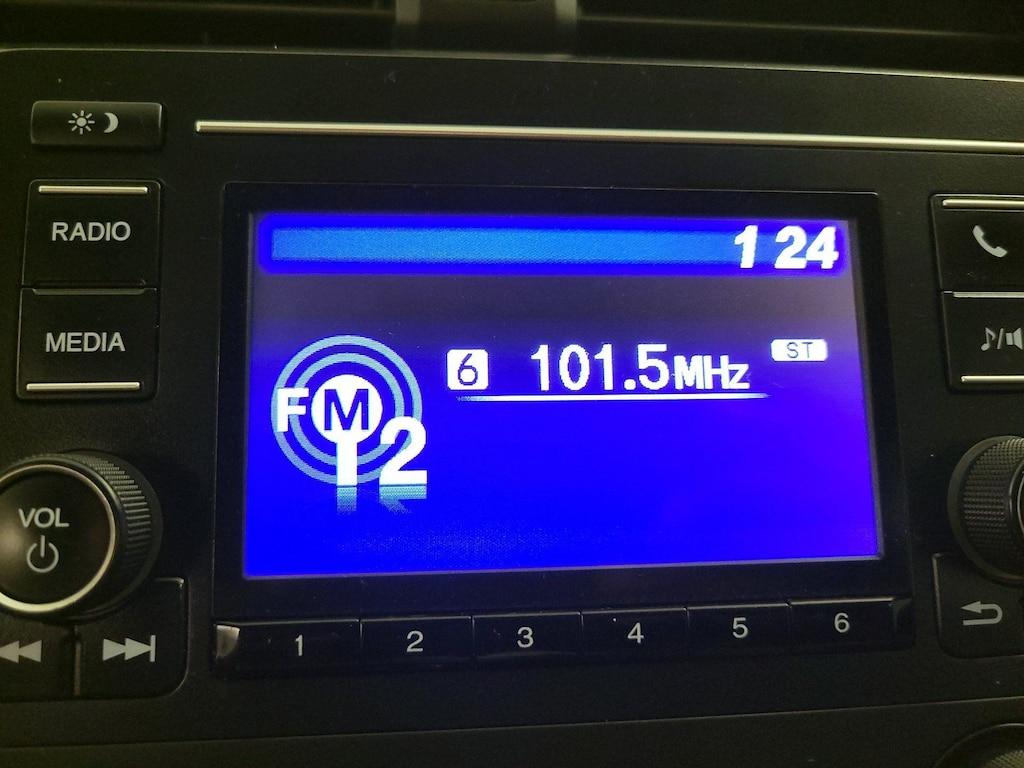 RADIO
MEDIA
VOL
1 24
6 101.5MHz ST
FM
12
1 2 3 4 5 6